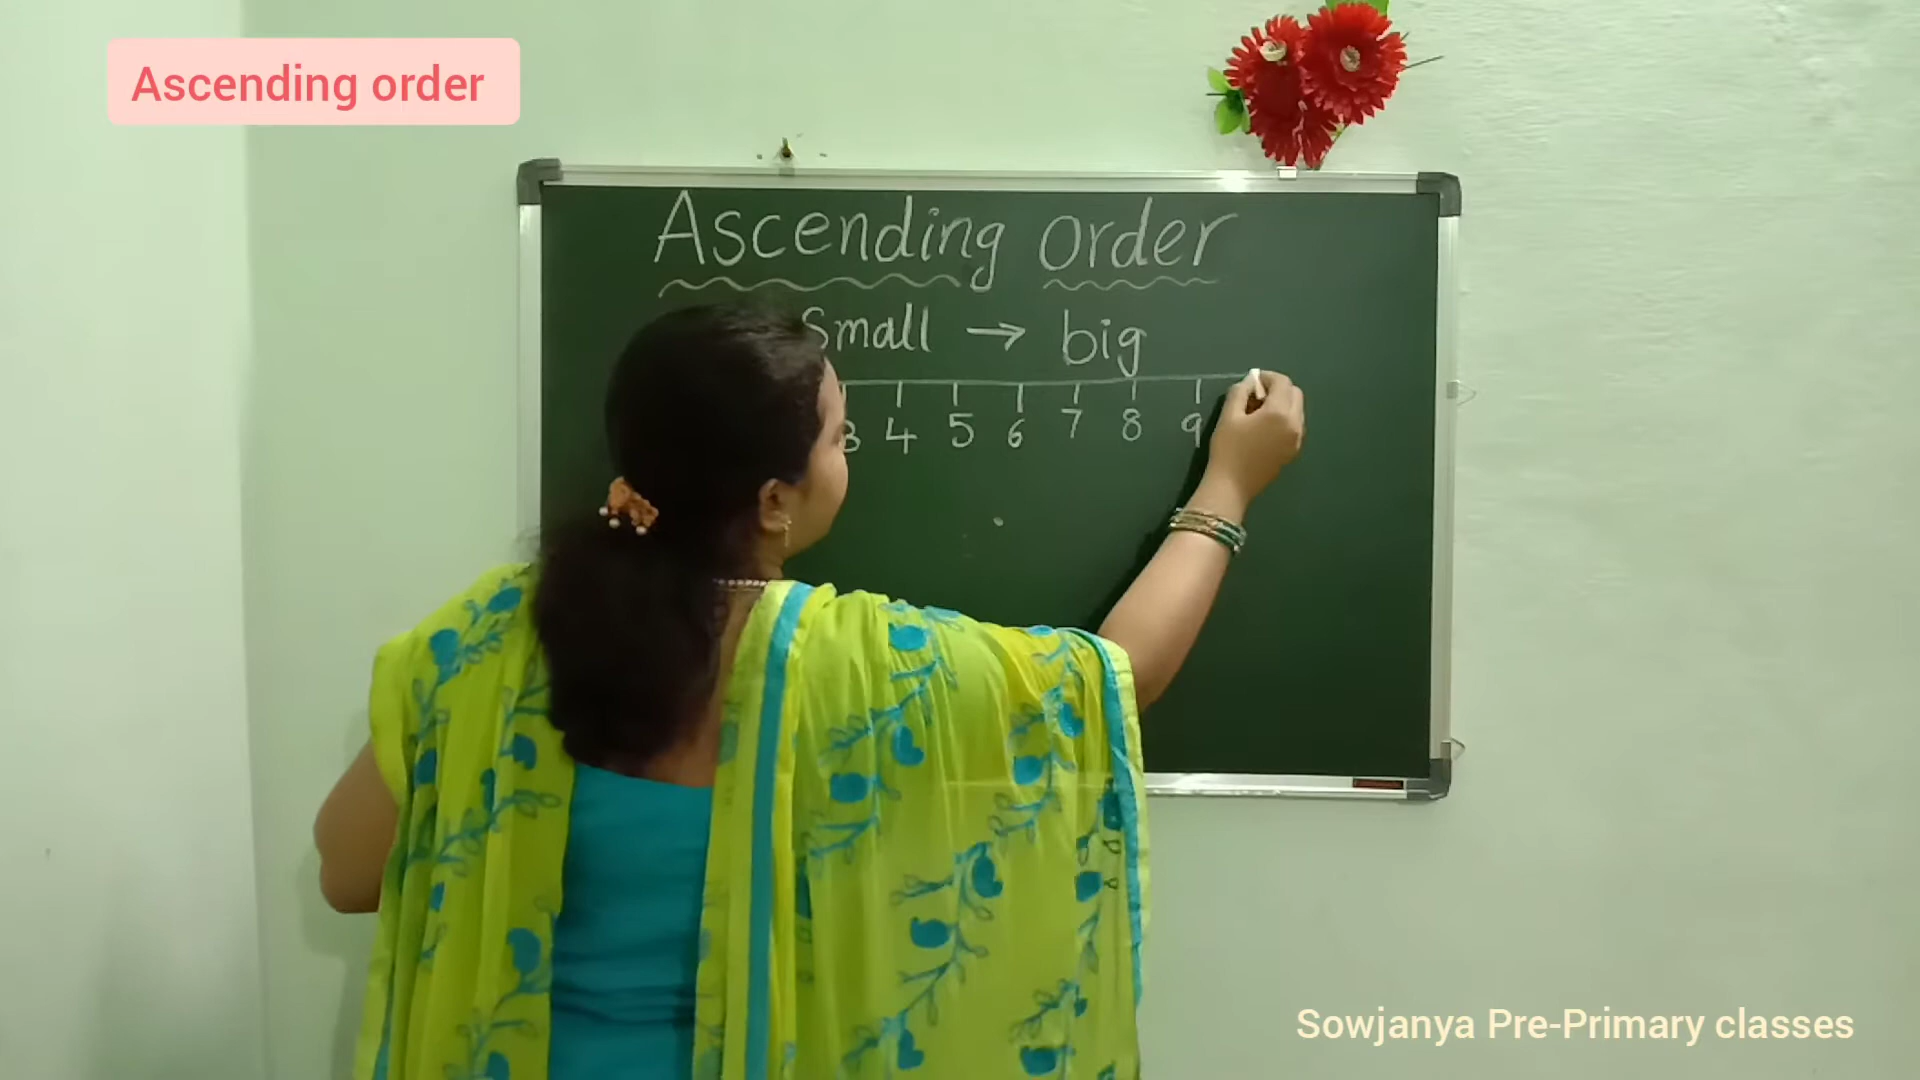 Ascending order
Ascending order
Small → big
3 4 5 6 7 8 9
Sowjanya Pre-Primary classes